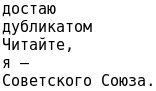 достаю
дубликатом
Читайте,
я –
Советского Союза.